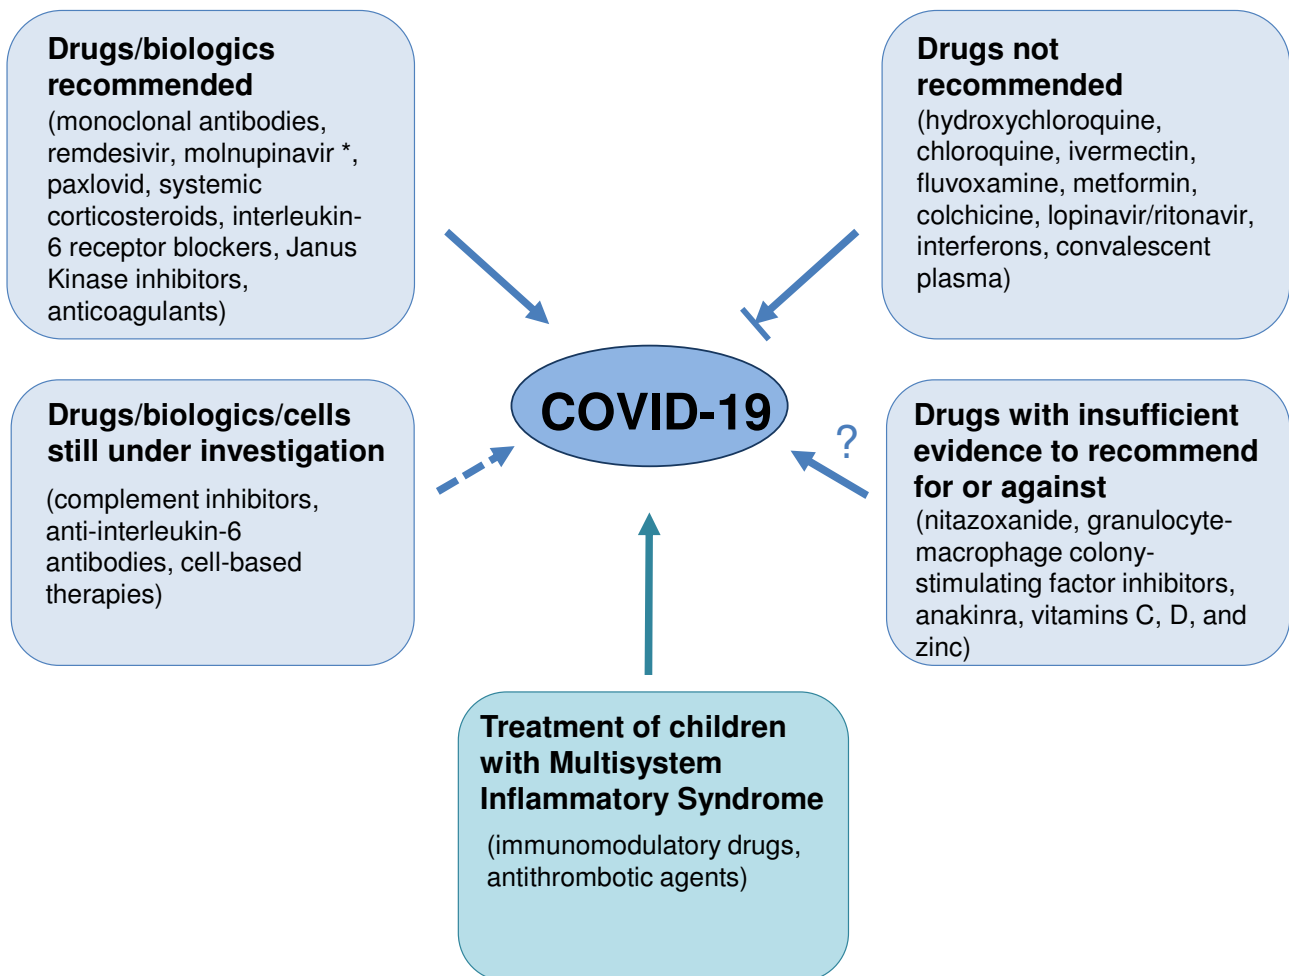 Drugs/biologics
recommended
(monoclonal antibodies,
remdesivir, molnupinavir *,
paxlovid, systemic
corticosteroids, interleukin-
6 receptor blockers, Janus
Kinase inhibitors,
anticoagulants)
Drugs not
recommended
(hydroxychloroquine,
chloroquine, ivermectin,
fluvoxamine, metformin,
colchicine, lopinavir/ritonavir,
interferons, convalescent
plasma)
COVID-19
Drugs/biologics/cells
still under investigation
(complement inhibitors,
anti-interleukin-6
antibodies, cell-based
therapies)
?
Drugs with insufficient
evidence to recommend
for or against
(nitazoxanide, granulocyte-
macrophage colony-
stimulating factor inhibitors,
anakinra, vitamins C, D, and
zinc)
Treatment of children
with Multisystem
Inflammatory Syndrome
(immunomodulatory drugs,
antithrombotic agents)